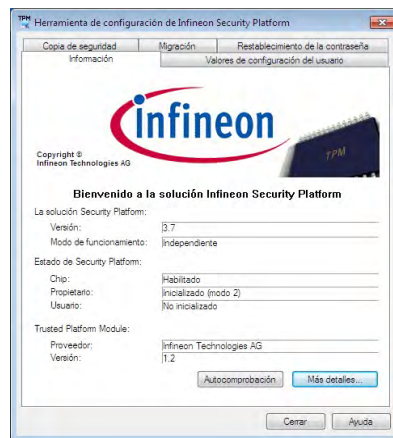 TPM Herramienta de configuración de Infineon Security Platform
Copia de seguridad Migración Restablecimiento de la contraseña
Información Valores de configuración del usuario
infineon
TPM
Copyright ©
Infineon Technologies AG
Bienvenido a la solución Infineon Security Platform
La solución Security Platform:
Versión: 3.7
Modo de funcionamiento: Independiente
Estado de Security Platform:
Chip: Habilitado
Propietario: Inicializado (modo 2)
Usuario: No inicializado
Trusted Platform Module:
Proveedor: Infineon Technologies AG
Versión: 1.2
Autocomprobación Más detalles...
Cerrar Ayuda